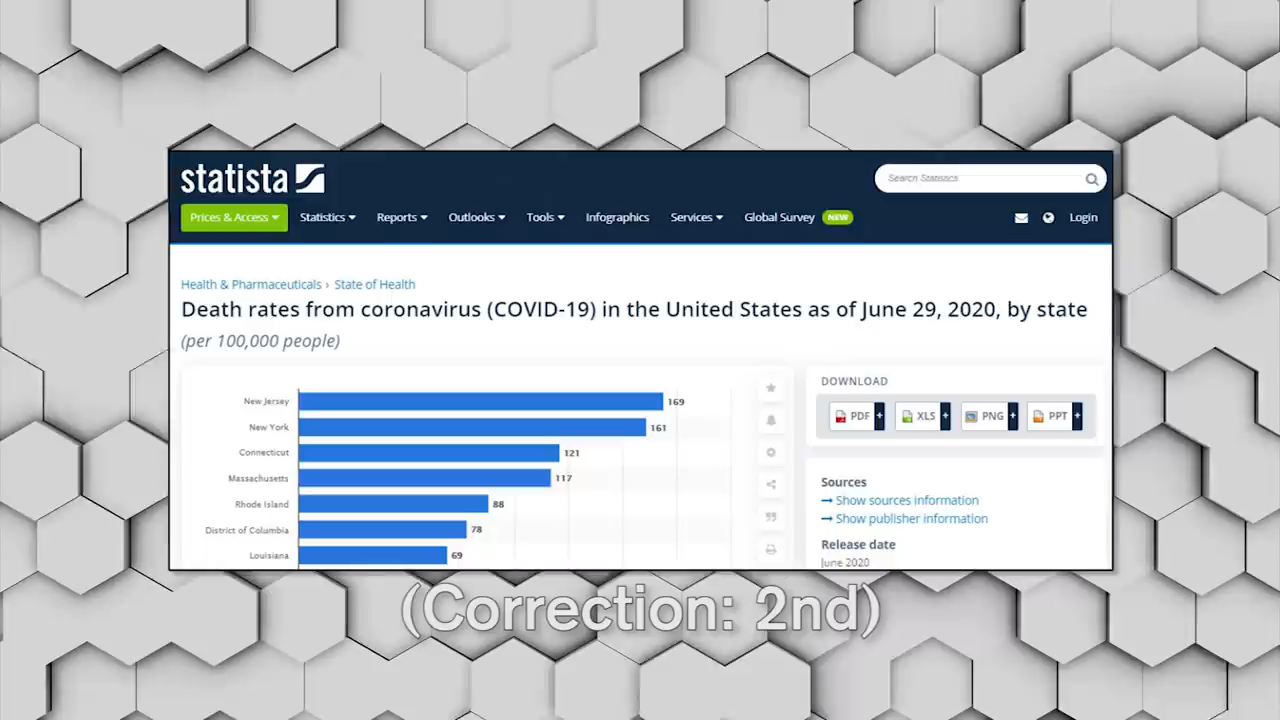 statista
Search Statistics
Prices & Access Statistics Reports Outlooks Tools Infographics Services Global Survey NEW Login
Health & Pharmaceuticals › State of Health
Death rates from coronavirus (COVID-19) in the United States as of June 29, 2020, by state
(per 100,000 people)
New Jersey 169
New York 161
Connecticut 121
Massachusetts 117
Rhode Island 88
District of Columbia 78
Louisiana 69
DOWNLOAD
PDF + XLS + PNG + PPT +
Sources
→ Show sources information
→ Show publisher information
Release date
June 2020
(Correction: 2nd)